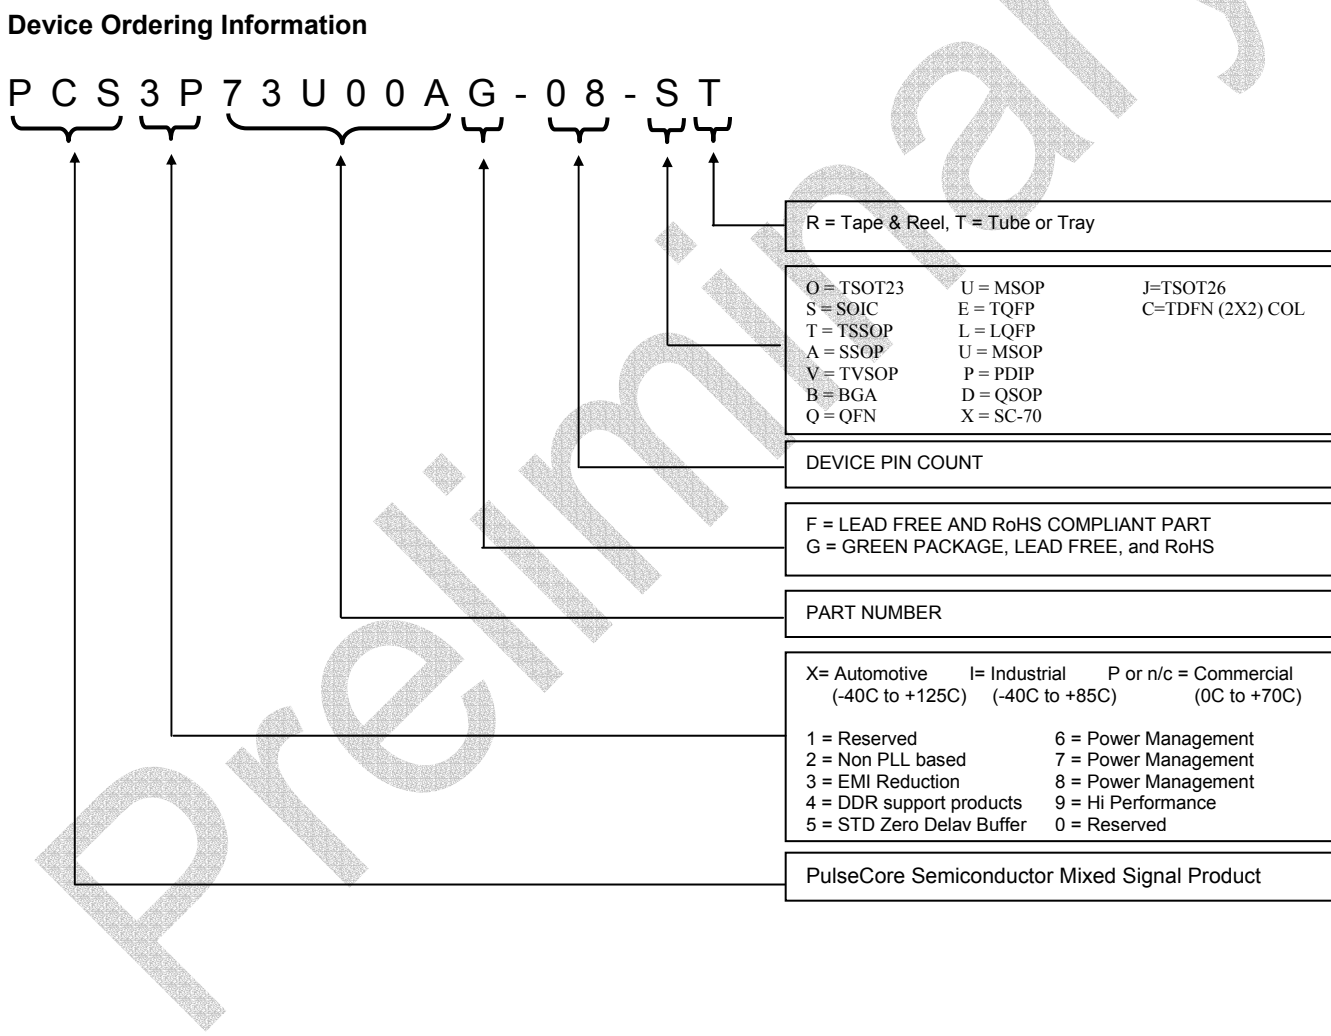 Device Ordering Information
P C S 3 P 7 3 U 0 0 A G - 0 8 - S T
R = Tape & Reel, T = Tube or Tray
O = TSOT23 U = MSOP J=TSOT26
S = SOIC E = TQFP C=TDFN (2X2) COL
T = TSSOP L = LQFP
A = SSOP U = MSOP
V = TVSOP P = PDIP
B = BGA D = QSOP
Q = QFN X = SC-70
DEVICE PIN COUNT
F = LEAD FREE AND RoHS COMPLIANT PART
G = GREEN PACKAGE, LEAD FREE, and RoHS
PART NUMBER
X= Automotive I= Industrial P or n/c = Commercial
(-40C to +125C) (-40C to +85C) (0C to +70C)
1 = Reserved 6 = Power Management
2 = Non PLL based 7 = Power Management
3 = EMI Reduction 8 = Power Management
4 = DDR support products 9 = Hi Performance
5 = STD Zero Delay Buffer 0 = Reserved
PulseCore Semiconductor Mixed Signal Product
Preliminary